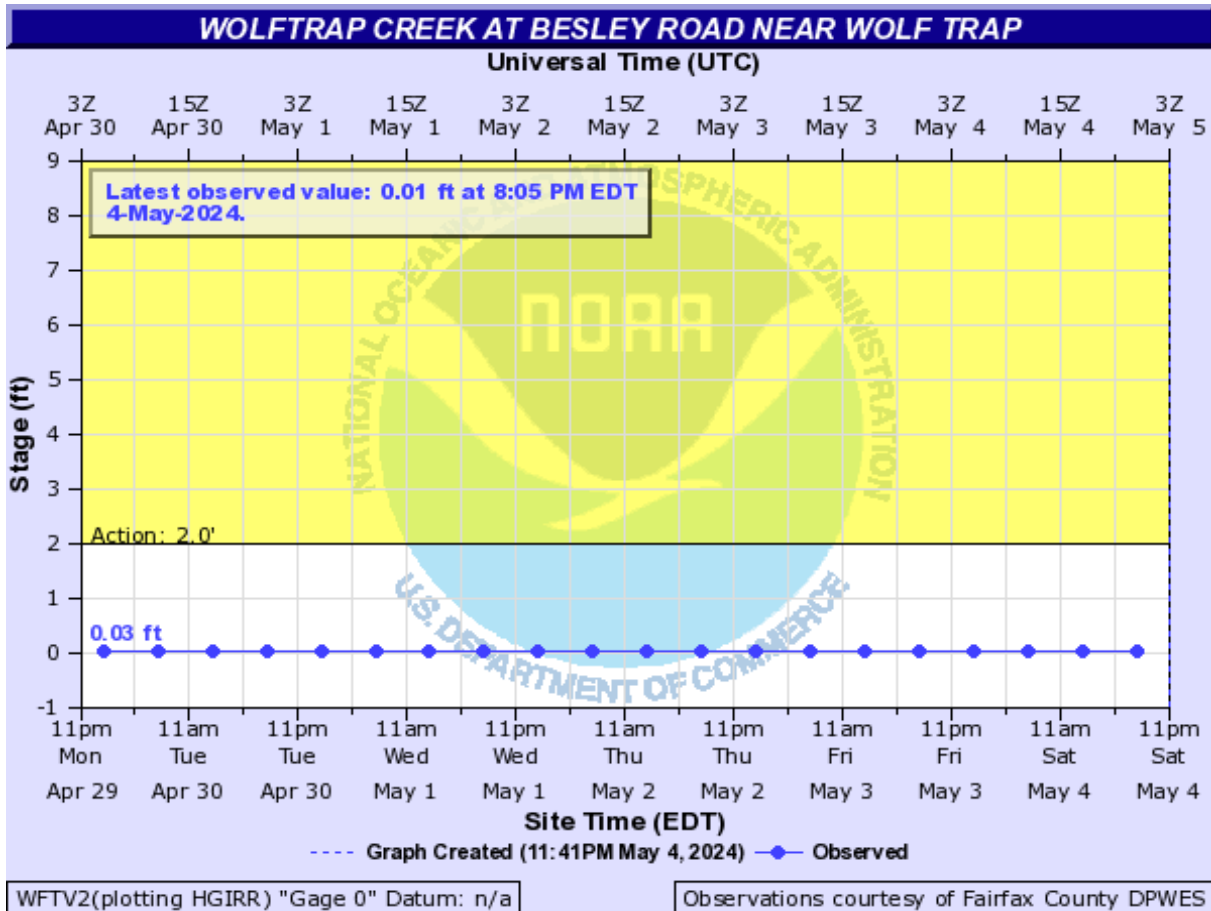 WOLFTRAP CREEK AT BESLEY ROAD NEAR WOLF TRAP
Universal Time (UTC)
3Z 15Z 3Z 15Z 3Z 15Z 3Z 15Z 3Z 15Z 3Z
Apr 30 Apr 30 May 1 May 1 May 2 May 2 May 3 May 3 May 4 May 4 May 5
Latest observed value: 0.01 ft at 8:05 PM EDT
4-May-2024.
NATIONAL OCEANIC AND ATMOSPHERIC ADMINISTRATION
NOAA
U.S. DEPARTMENT OF COMMERCE
Stage (ft)
9
8
7
6
5
4
3
2
1
0
-1
Action: 2.0'
0.03 ft
11pm 11am 11pm 11am 11pm 11am 11pm 11am 11pm 11am 11pm
Mon Tue Tue Wed Wed Thu Thu Fri Fri Sat Sat
Apr 29 Apr 30 Apr 30 May 1 May 1 May 2 May 2 May 3 May 3 May 4 May 4
Site Time (EDT)
Graph Created (11:41PM May 4, 2024) Observed
WFTV2(plotting HGIRR) "Gage 0" Datum: n/a
Observations courtesy of Fairfax County DPWES